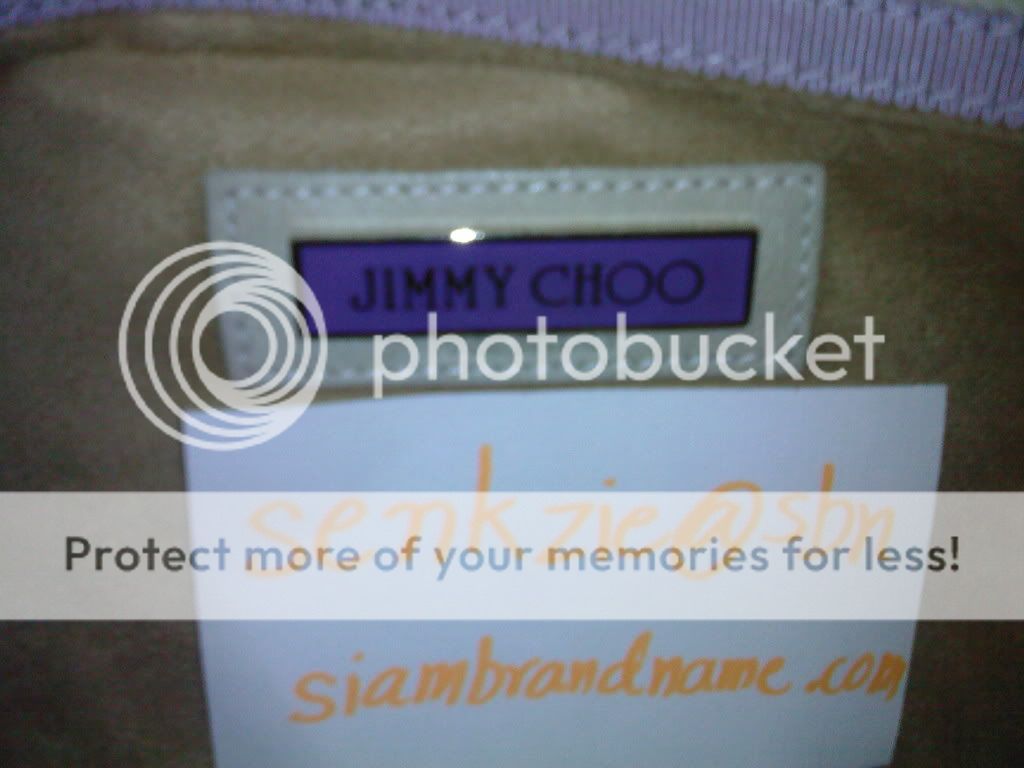 JIMMY CHOO
photobucket
senkzie@sbn
Protect more of your memories for less!
siambrandname.com